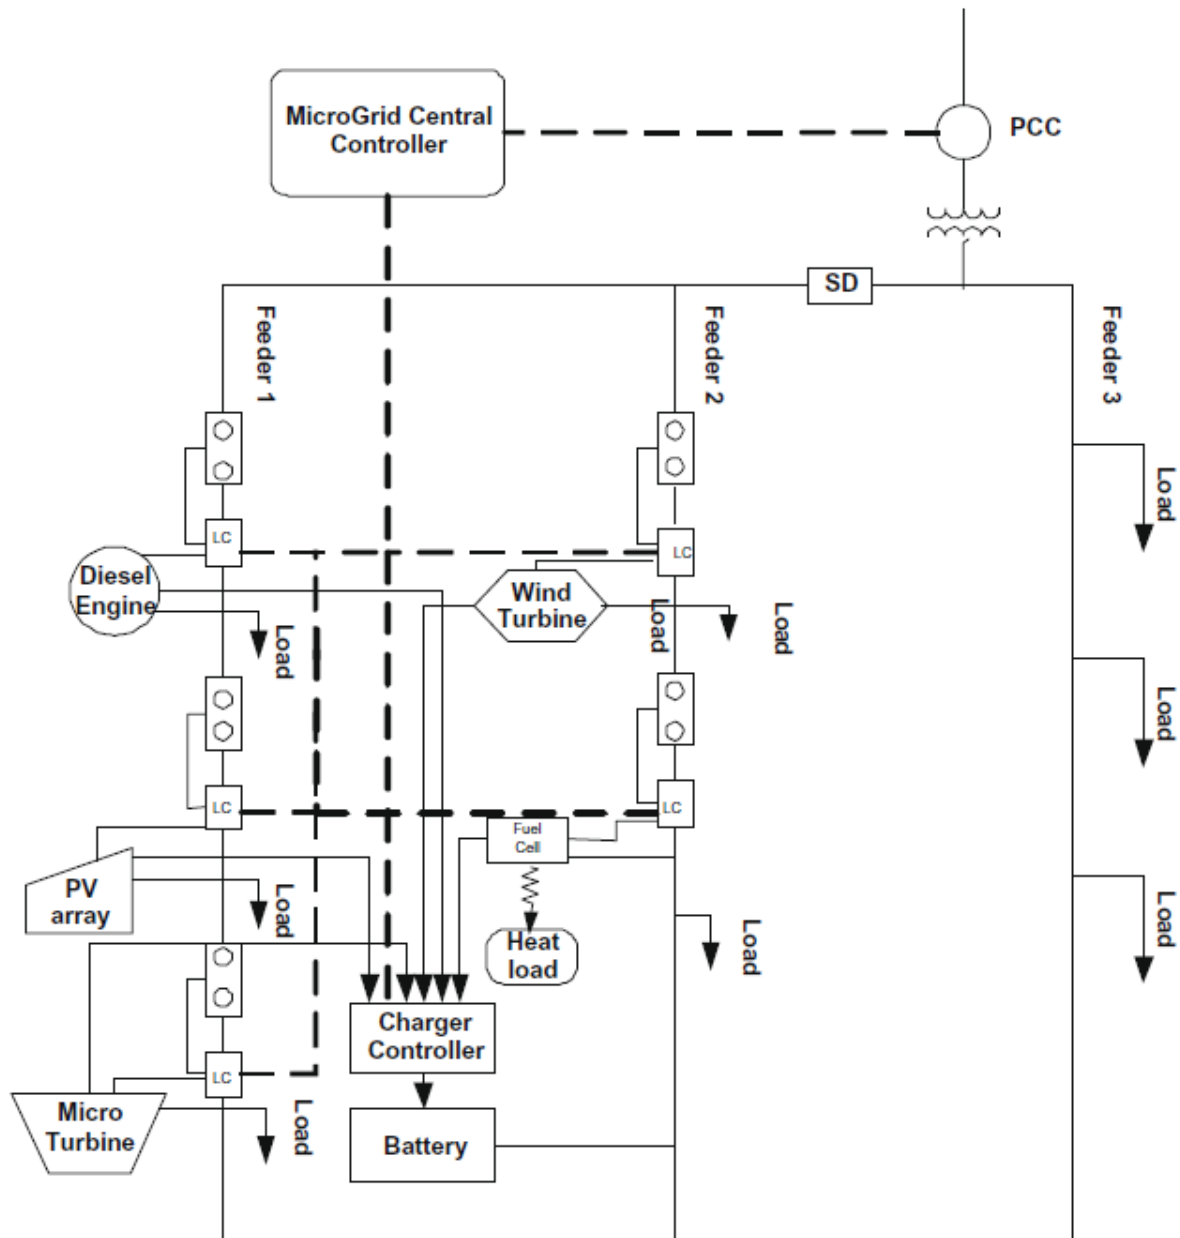 MicroGrid Central
Controller
PCC
SD
Feeder 1
Feeder 2
Feeder 3
Load
LC
LC
Diesel
Engine
Wind
Turbine
Load
Load
Load
Load
LC
LC
Fuel
Cell
PV
array
Load
Heat
load
Load
Load
Charger
Controller
LC
Micro
Turbine
Load
Battery